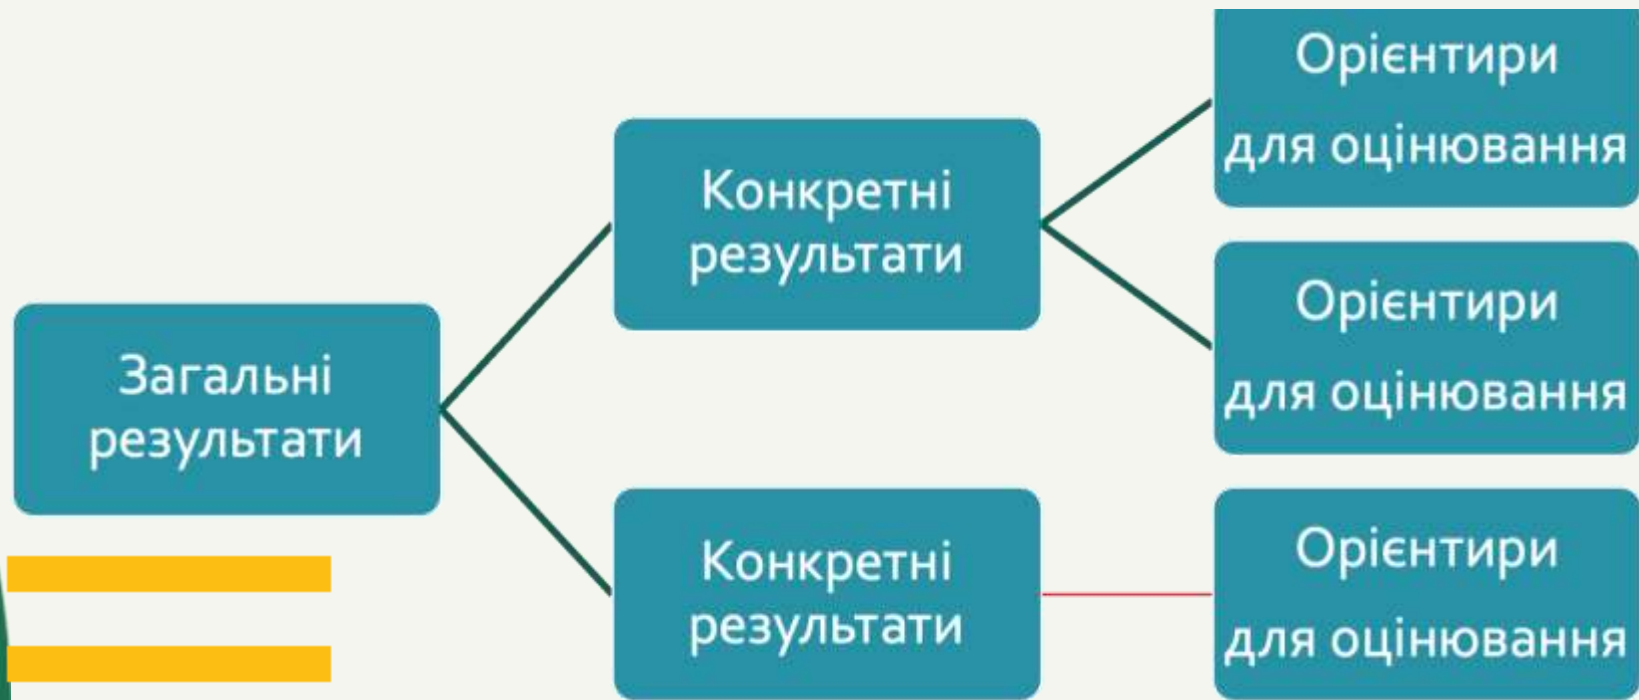 Загальні
результати
Конкретні
результати
Орієнтири
для оцінювання
Орієнтири
для оцінювання
Конкретні
результати
Орієнтири
для оцінювання